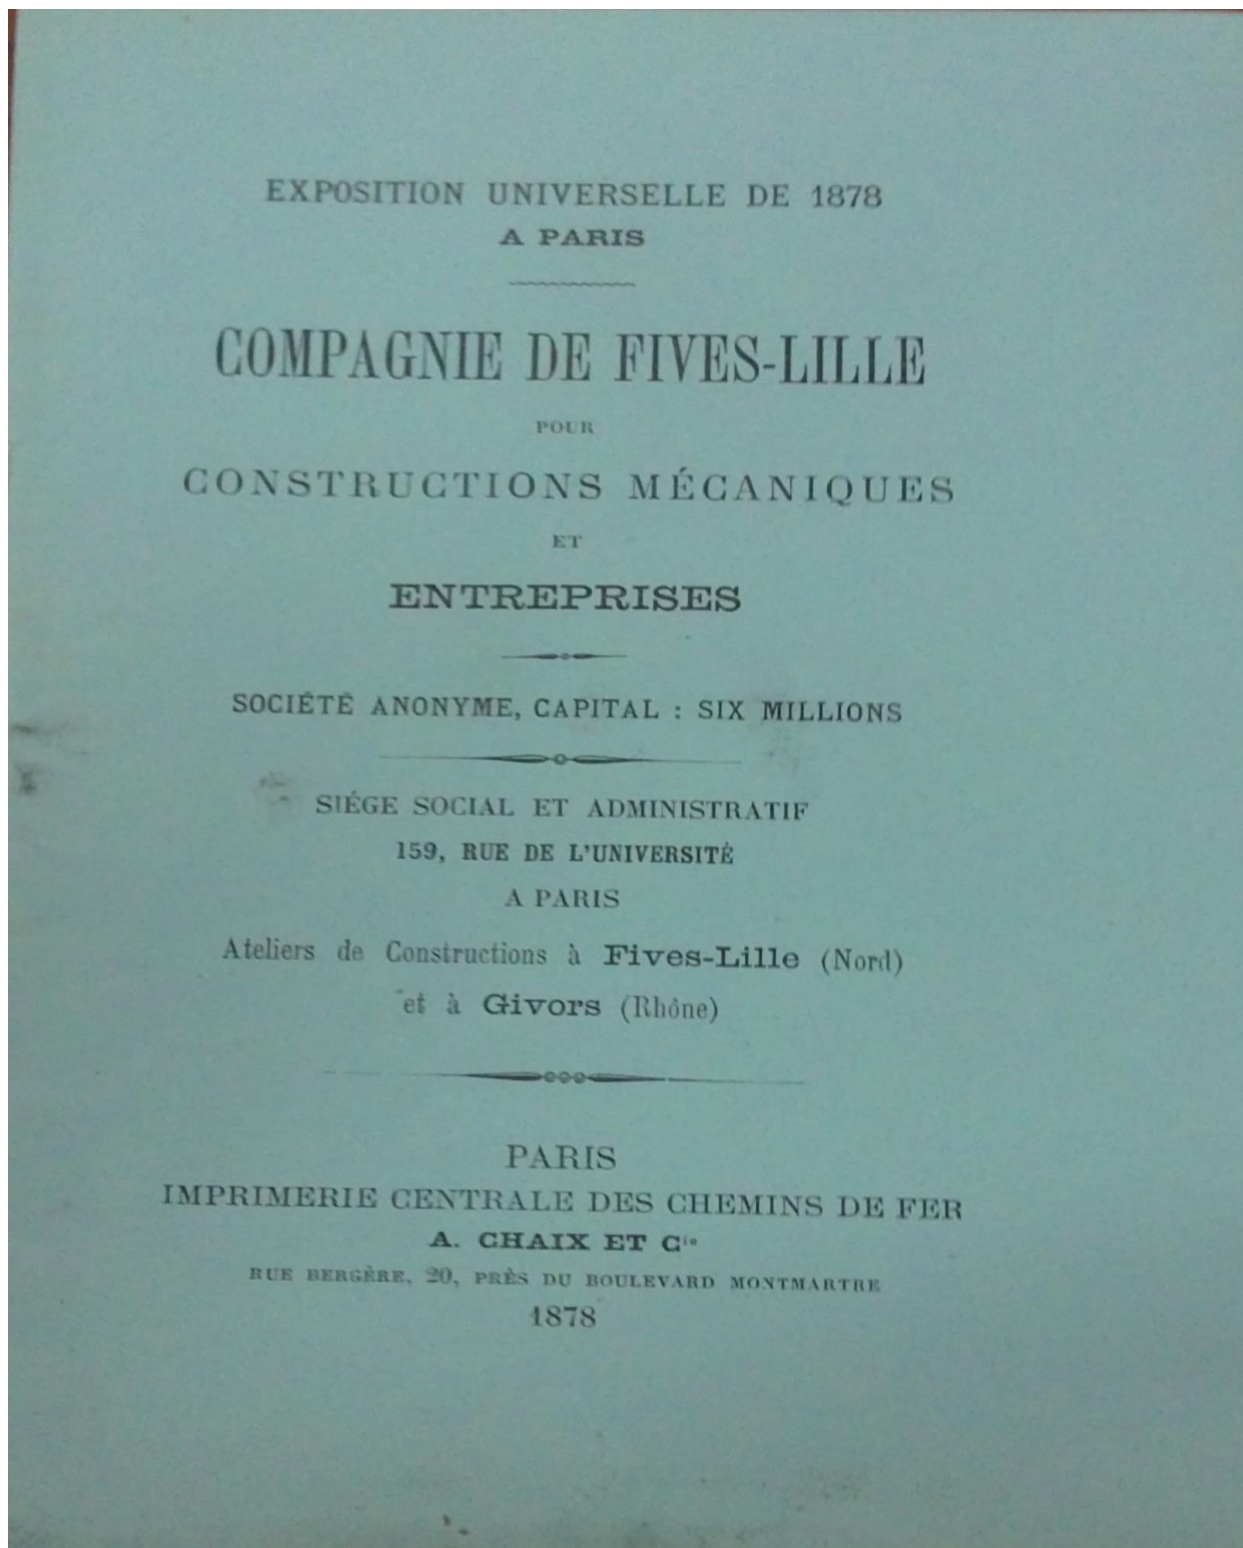 EXPOSITION UNIVERSELLE DE 1878
A PARIS
COMPAGNIE DE FIVES-LILLE
POUR
CONSTRUCTIONS MÉCANIQUES
ET
ENTREPRISES
SOCIÉTÉ ANONYME, CAPITAL : SIX MILLIONS
SIÉGE SOCIAL ET ADMINISTRATIF
159, RUE DE L'UNIVERSITÉ
A PARIS
Ateliers de Constructions à Fives-Lille (Nord)
et à Givors (Rhône)
PARIS
IMPRIMERIE CENTRALE DES CHEMINS DE FER
A. CHAIX ET Cie
RUE BERGÈRE, 20, PRÈS DU BOULEVARD MONTMARTRE
1878